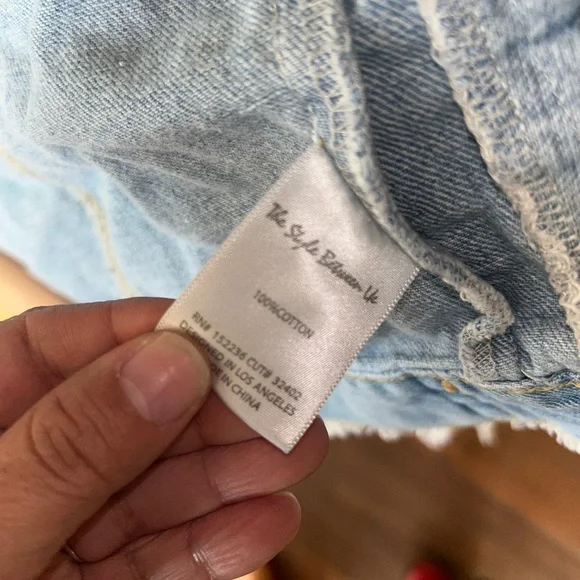 The Style Between Us
100%COTTON
RN# 152236 CUT# 32402
DESIGNED IN LOS ANGELES
MADE IN CHINA